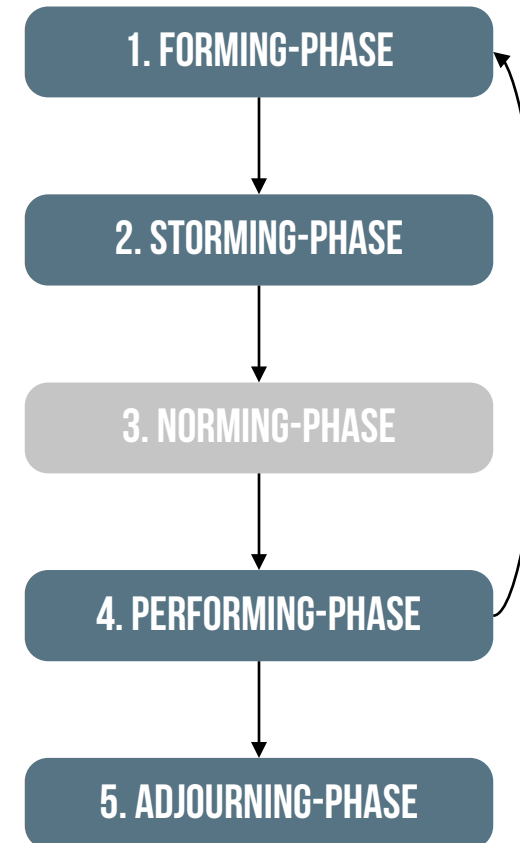 1. FORMING-PHASE
2. STORMING-PHASE
3. NORMING-PHASE
4. PERFORMING-PHASE
5. ADJOURNING-PHASE